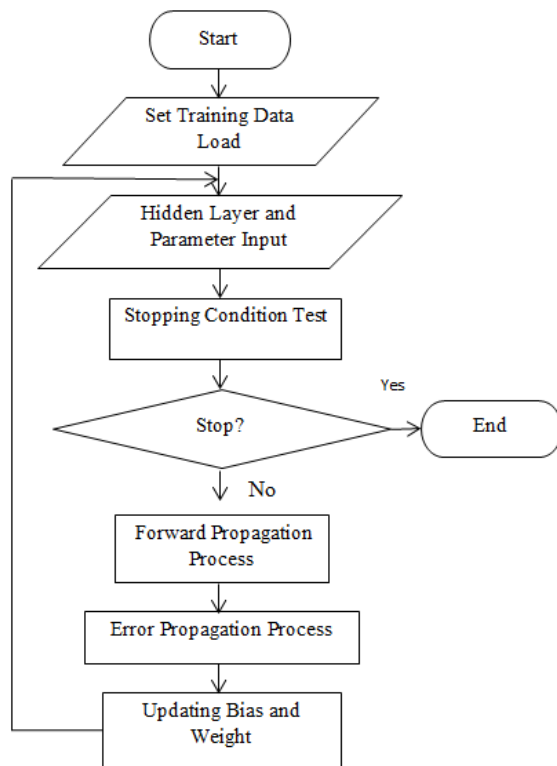 Start
Set Training Data
Load
Hidden Layer and
Parameter Input
Stopping Condition Test
Yes
Stop?
End
No
Forward Propagation
Process
Error Propagation Process
Updating Bias and
Weight